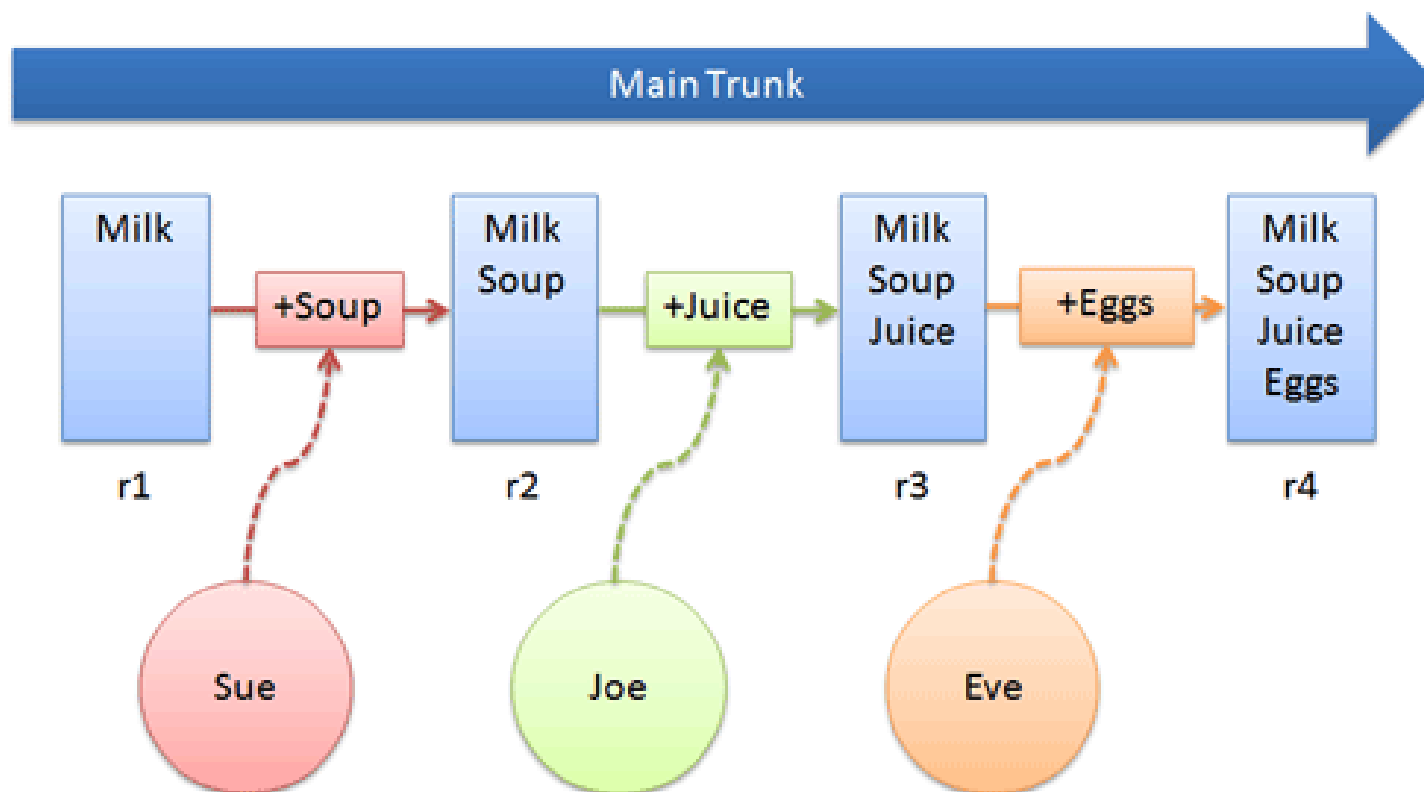 Main Trunk
Milk
+Soup
Milk
Soup
+Juice
Milk
Soup
Juice
+Eggs
Milk
Soup
Juice
Eggs
r1
r2
r3
r4
Sue
Joe
Eve